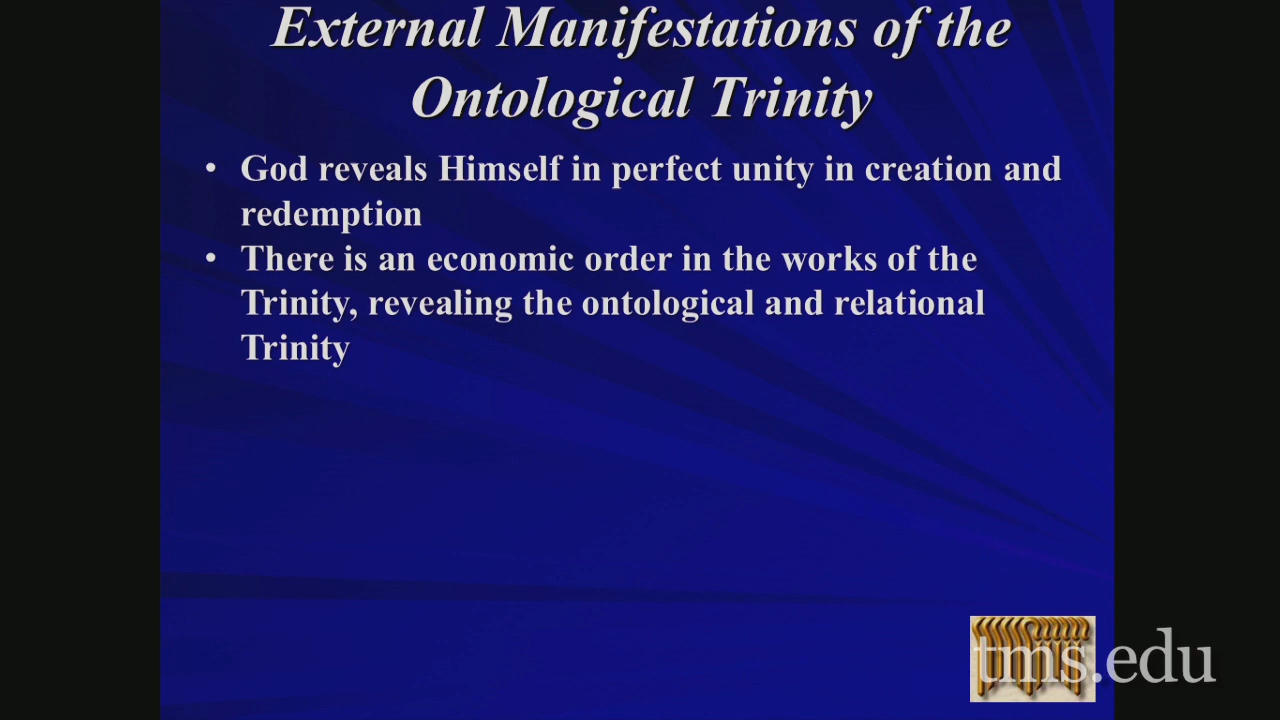 External Manifestations of the
Ontological Trinity
• God reveals Himself in perfect unity in creation and
redemption
• There is an economic order in the works of the
Trinity, revealing the ontological and relational
Trinity
tms.edu